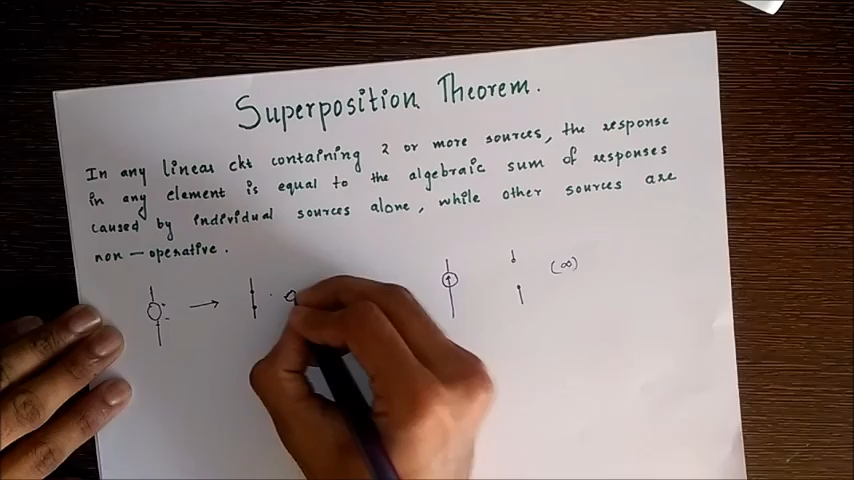 Superposition Theorem.
In any linear ckt containing 2 or more sources, the response
in any element is equal to the algebraic sum of responses
caused by individual sources alone, while other sources are
non-operative.
(∞)